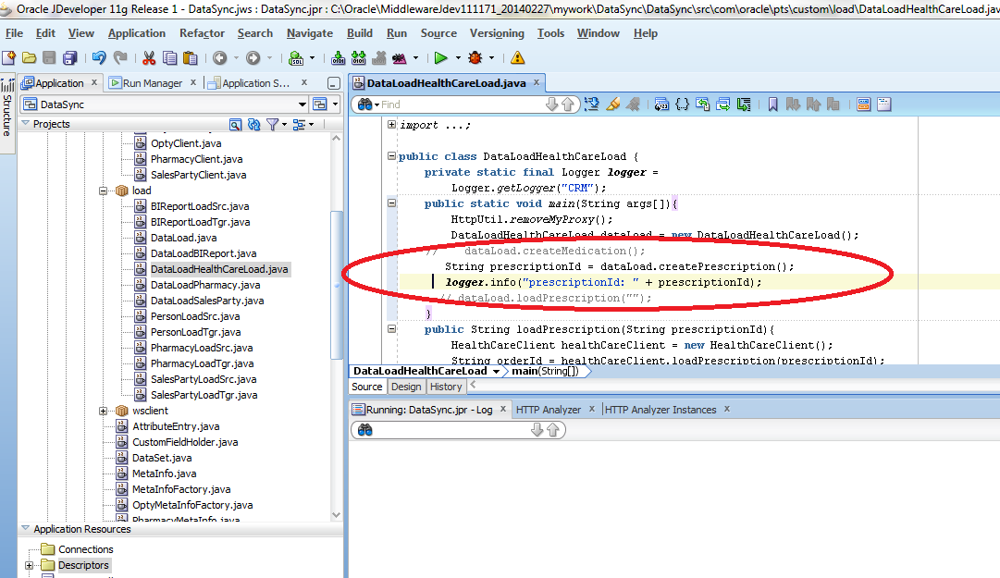 Oracle JDeveloper 11g Release 1 - DataSync.jws : DataSync.jpr : C:\Oracle\MiddlewareJdev111171_20140227\mywork\DataSync\DataSync\src\com\oracle\pts\custom\load\DataLoadHealthCareLoad.java
File Edit View Application Refactor Search Navigate Build Run Source Versioning Tools Window Help
Structure
Application x Run Manager x Application S... x
DataSync
Projects
OptyClient.java
PharmacyClient.java
SalesPartyClient.java
load
BIReportLoadSrc.java
BIReportLoadTgr.java
DataLoad.java
DataLoadBIReport.java
DataLoadHealthCareLoad.java
DataLoadPharmacy.java
DataLoadSalesParty.java
PersonLoadSrc.java
PersonLoadTgr.java
PharmacyLoadSrc.java
PharmacyLoadTgr.java
SalesPartyLoadSrc.java
SalesPartyLoadTgr.java
wsclient
AttributeEntry.java
CustomFieldHolder.java
DataSet.java
MetaInfo.java
MetaInfoFactory.java
OptyMetaInfoFactory.java
PharmacyMetaInfo.java
Application Resources
Connections
Descriptors
DataLoadHealthCareLoad.java x
Find
import ...;
public class DataLoadHealthCareLoad {
private static final Logger logger =
Logger.getLogger("CRM");
public static void main(String args[]){
HttpUtil.removeMyProxy();
DataLoadHealthCareLoad dataLoad = new DataLoadHealthCareLoad();
// dataLoad.createMedication();
String prescriptionId = dataLoad.createPrescription();
logger.info("prescriptionId: " + prescriptionId);
// dataLoad.loadPrescription("");
}
public String loadPrescription(String prescriptionId){
HealthCareClient healthCareClient = new HealthCareClient();
String orderId = healthCareClient.loadPrescription(prescriptionId);
DataLoadHealthCareLoad main(String[])
Source Design History
Running: DataSync.jpr - Log x HTTP Analyzer x HTTP Analyzer Instances x